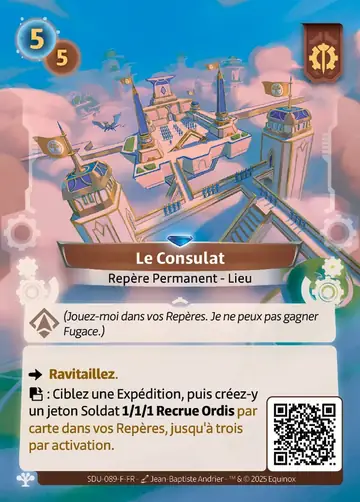 5
5
Le Consulat
Repère Permanent - Lieu
(Jouez-moi dans vos Repères. Je ne peux pas gagner
Fugace.)
Ravitaillez.
: Ciblez une Expédition, puis créez-y
un jeton Soldat 1/1/1 Recrue Ordis par
carte dans vos Repères, jusqu'à trois
par activation.
SDU-089-F-FR - Jean-Baptiste Andrier - ™ & © 2025 Equinox